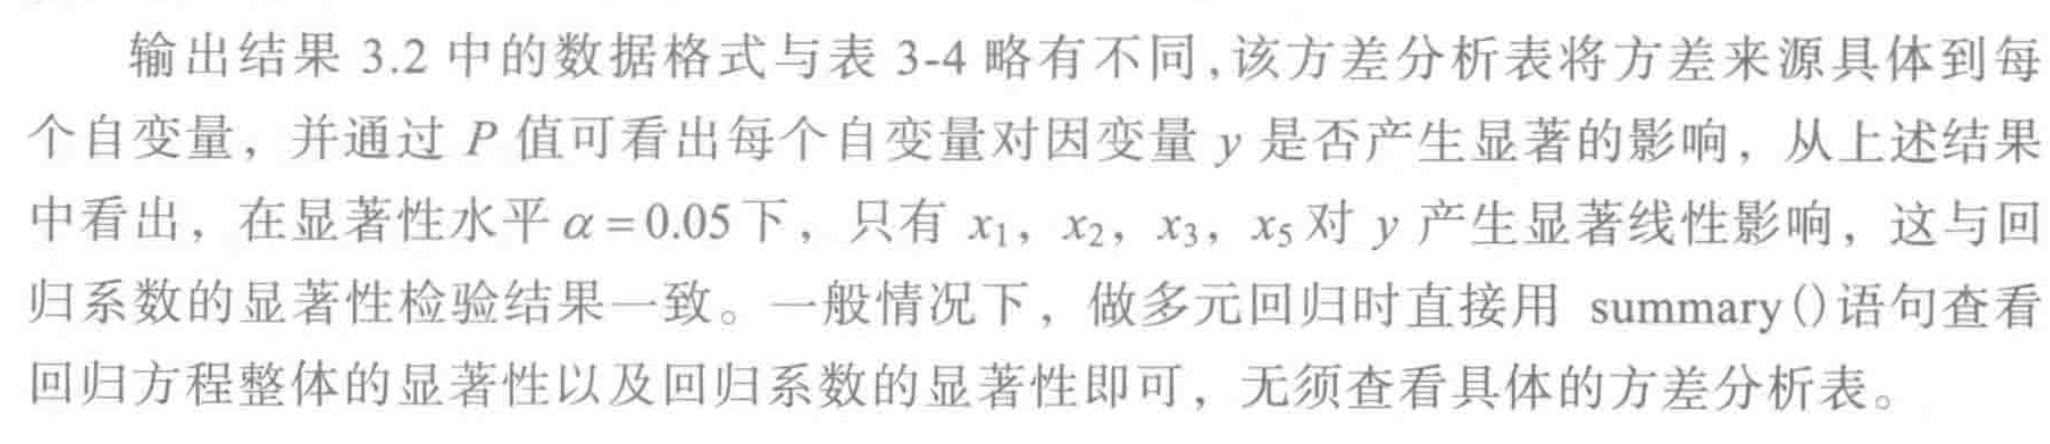 输出结果 3.2 中的数据格式与表 3-4 略有不同,该方差分析表将方差来源具体到每
个自变量，并通过 P 值可看出每个自变量对因变量 y 是否产生显著的影响，从上述结果
中看出，在显著性水平 α=0.05下，只有 x₁，x₂，x₃，x₅对 y 产生显著线性影响，这与回
归系数的显著性检验结果一致。一般情况下，做多元回归时直接用 summary()语句查看
回归方程整体的显著性以及回归系数的显著性即可，无须查看具体的方差分析表。